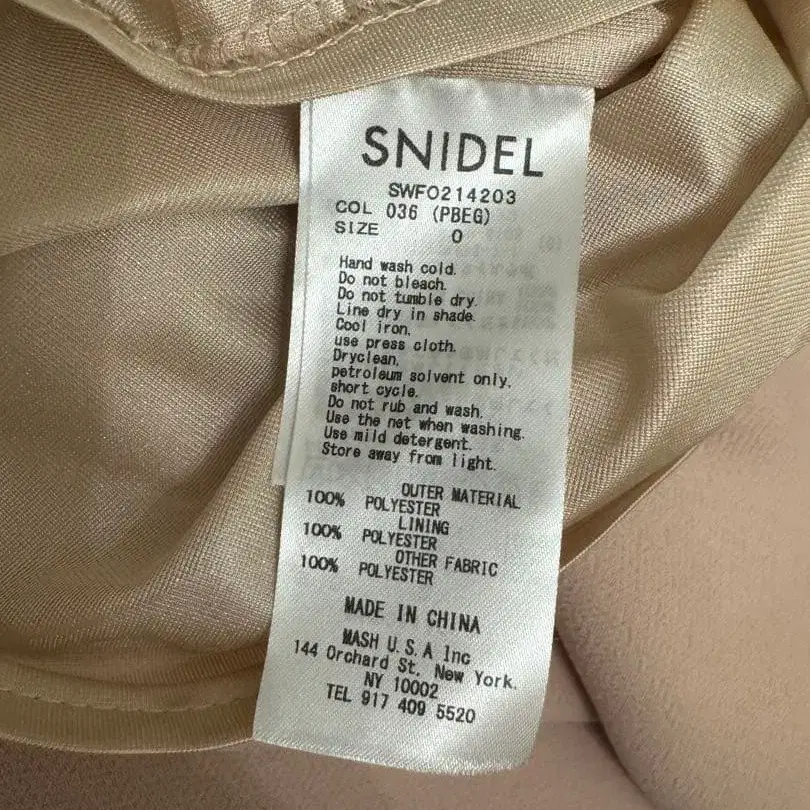 SNIDEL
SWFO214203
COL 036 (PBEG)
SIZE 0
Hand wash cold.
Do not bleach.
Do not tumble dry.
Line dry in shade.
Cool iron,
use press cloth.
Dryclean,
petroleum solvent only,
short cycle.
Do not rub and wash.
Use the net when washing.
Use mild detergent.
Store away from light.
OUTER MATERIAL
100% POLYESTER
LINING
100% POLYESTER
OTHER FABRIC
100% POLYESTER
MADE IN CHINA
MASH U.S.A Inc
144 Orchard St. New York.
NY 10002
TEL 917 409 5520